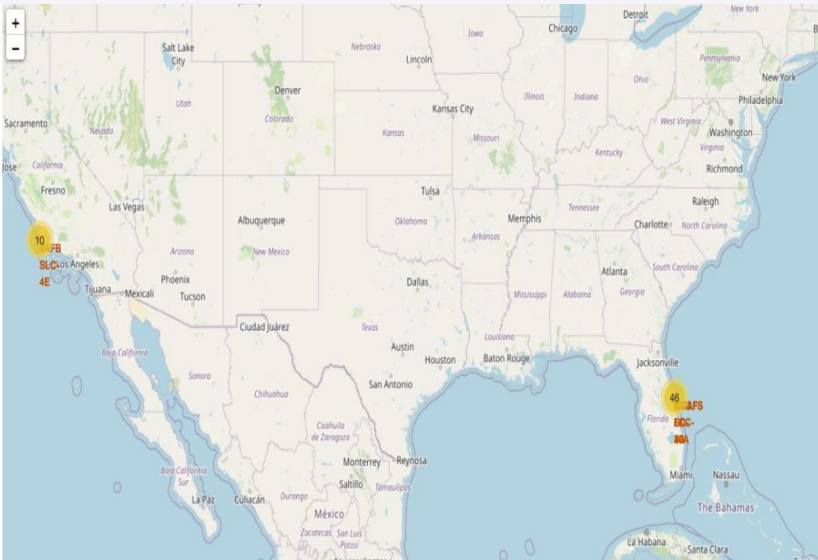 +
−
New York
Detroit
Chicago
Iowa
Nebraska
Salt Lake
City
Lincoln
Pennsylvania
New York
Denver
Utah
Colorado
Illinois
Indiana
Ohio
Philadelphia
Kansas City
Sacramento
Nevada
Kansas
Missouri
West Virginia
Washington
Virginia
Jose
California
Kentucky
Richmond
Fresno
Las Vegas
Tulsa
Raleigh
Albuquerque
Oklahoma
Memphis
Tennessee
Charlotte
North Carolina
10
AFB
Arizona
New Mexico
Arkansas
SLC-
Los Angeles
4E
Phoenix
Atlanta
South Carolina
Tijuana
Mexicali
Tucson
Dallas
Mississippi
Alabama
Georgia
Ciudad Juárez
Texas
Louisiana
Baja California
Austin
Houston
Baton Rouge
Jacksonville
Sonora
San Antonio
Chihuahua
46
AFS
Florida
Coahuila
de Zaragoza
Monterrey
Reynosa
Baja California
Sur
Saltillo
Tamaulipas
Miami
Nassau
La Paz
Culiacán
Durango
México
The Bahamas
Zacatecas
San Luis
Potosí
La Habana
Santa Clara